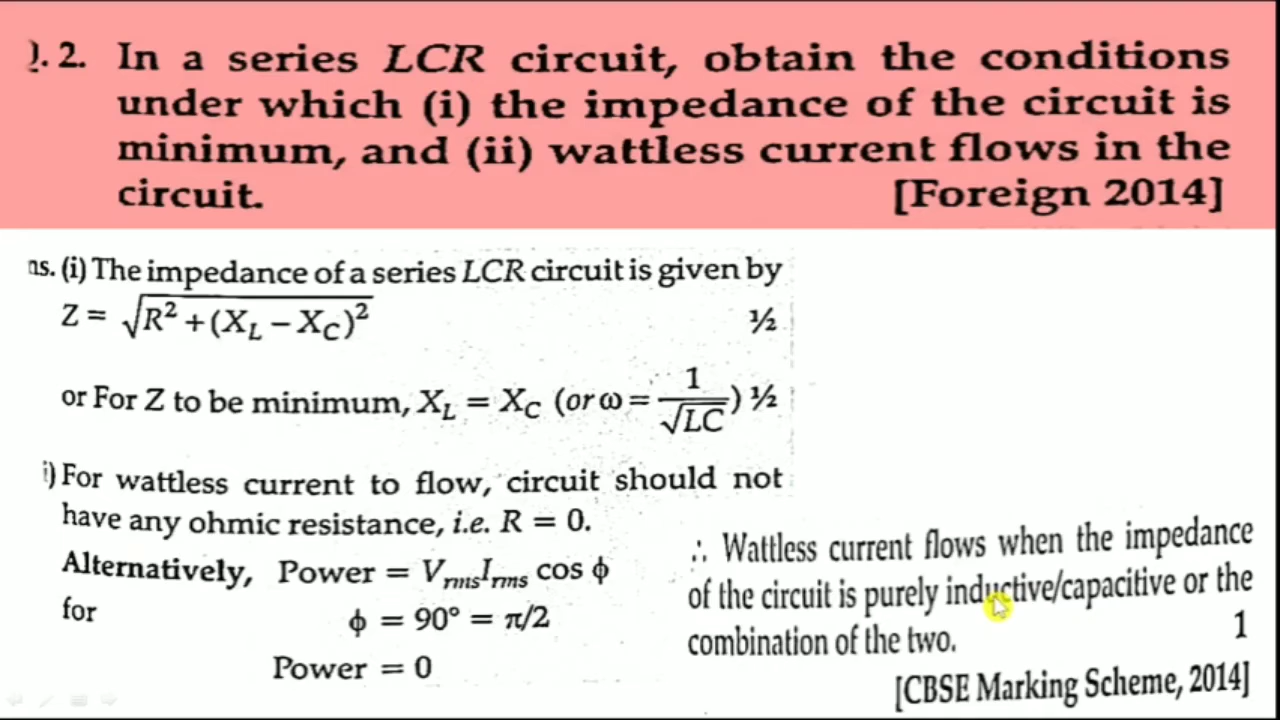 ). 2. In a series LCR circuit, obtain the conditions
under which (i) the impedance of the circuit is
minimum, and (ii) wattless current flows in the
circuit. [Foreign 2014]
ns. (i) The impedance of a series LCR circuit is given by
Z = √(R² + (X_L − X_C)²) ½
or For Z to be minimum, X_L = X_C (or ω = 1/√LC) ½
i) For wattless current to flow, circuit should not
have any ohmic resistance, i.e. R = 0.
Alternatively, Power = V_rms I_rms cos ϕ
for ϕ = 90° = π/2
Power = 0
∴ Wattless current flows when the impedance
of the circuit is purely inductive/capacitive or the
combination of the two. 1
[CBSE Marking Scheme, 2014]